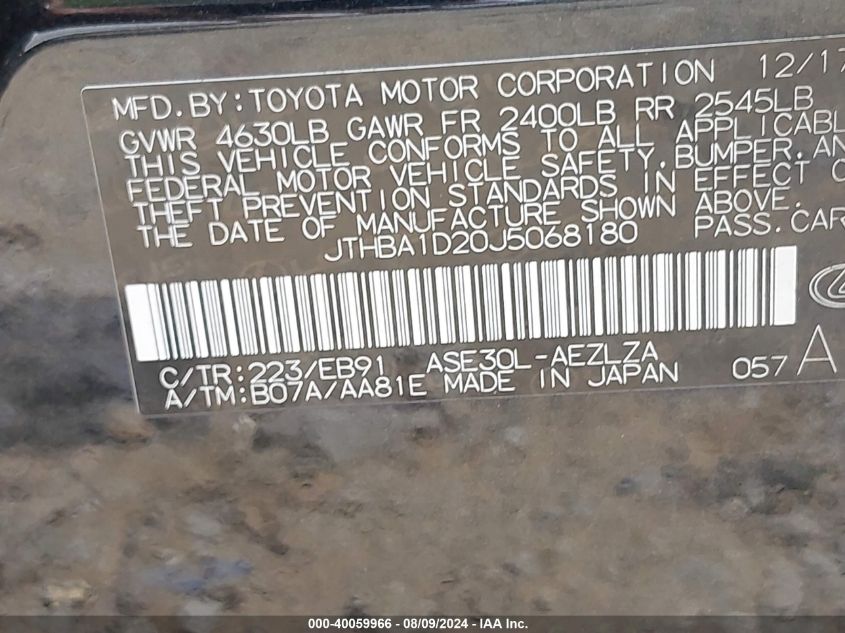 MFD. BY: TOYOTA MOTOR CORPORATION 12/17
GVWR 4630LB GAWR FR 2400LB RR 2545LB
THIS VEHICLE CONFORMS TO ALL APPLICABL
FEDERAL MOTOR VEHICLE SAFETY, BUMPER, AN
THEFT PREVENTION STANDARDS IN EFFECT O
THE DATE OF MANUFACTURE SHOWN ABOVE.
JTHBA1D20J5068180 PASS. CAR
C/TR: 223/EB91 ASE30L-AEZLZA
A/TM: B07A/AA81E MADE IN JAPAN 057 A
000-40059966 - 08/09/2024 - IAA Inc.